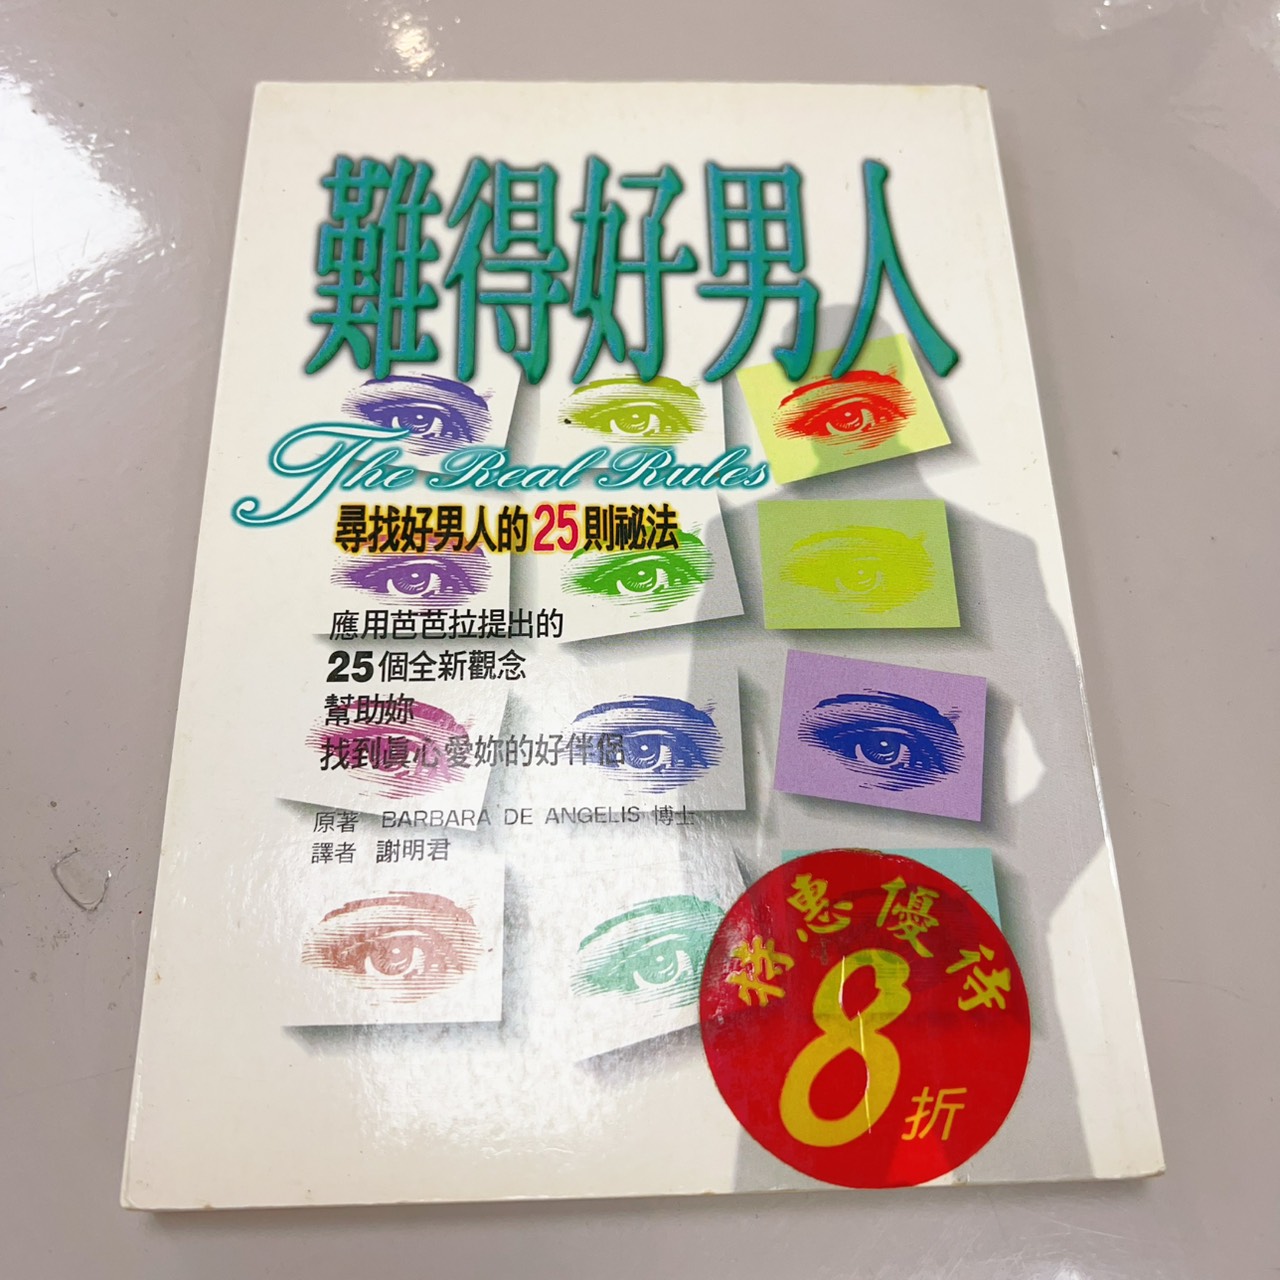 難得好男人
The Real Rules
尋找好男人的25則祕法
應用芭芭拉提出的
25個全新觀念
幫助妳
找到眞心愛妳的好伴侶
原著 BARBARA DE ANGELIS 博士
譯者 謝明君
特惠優待
8折